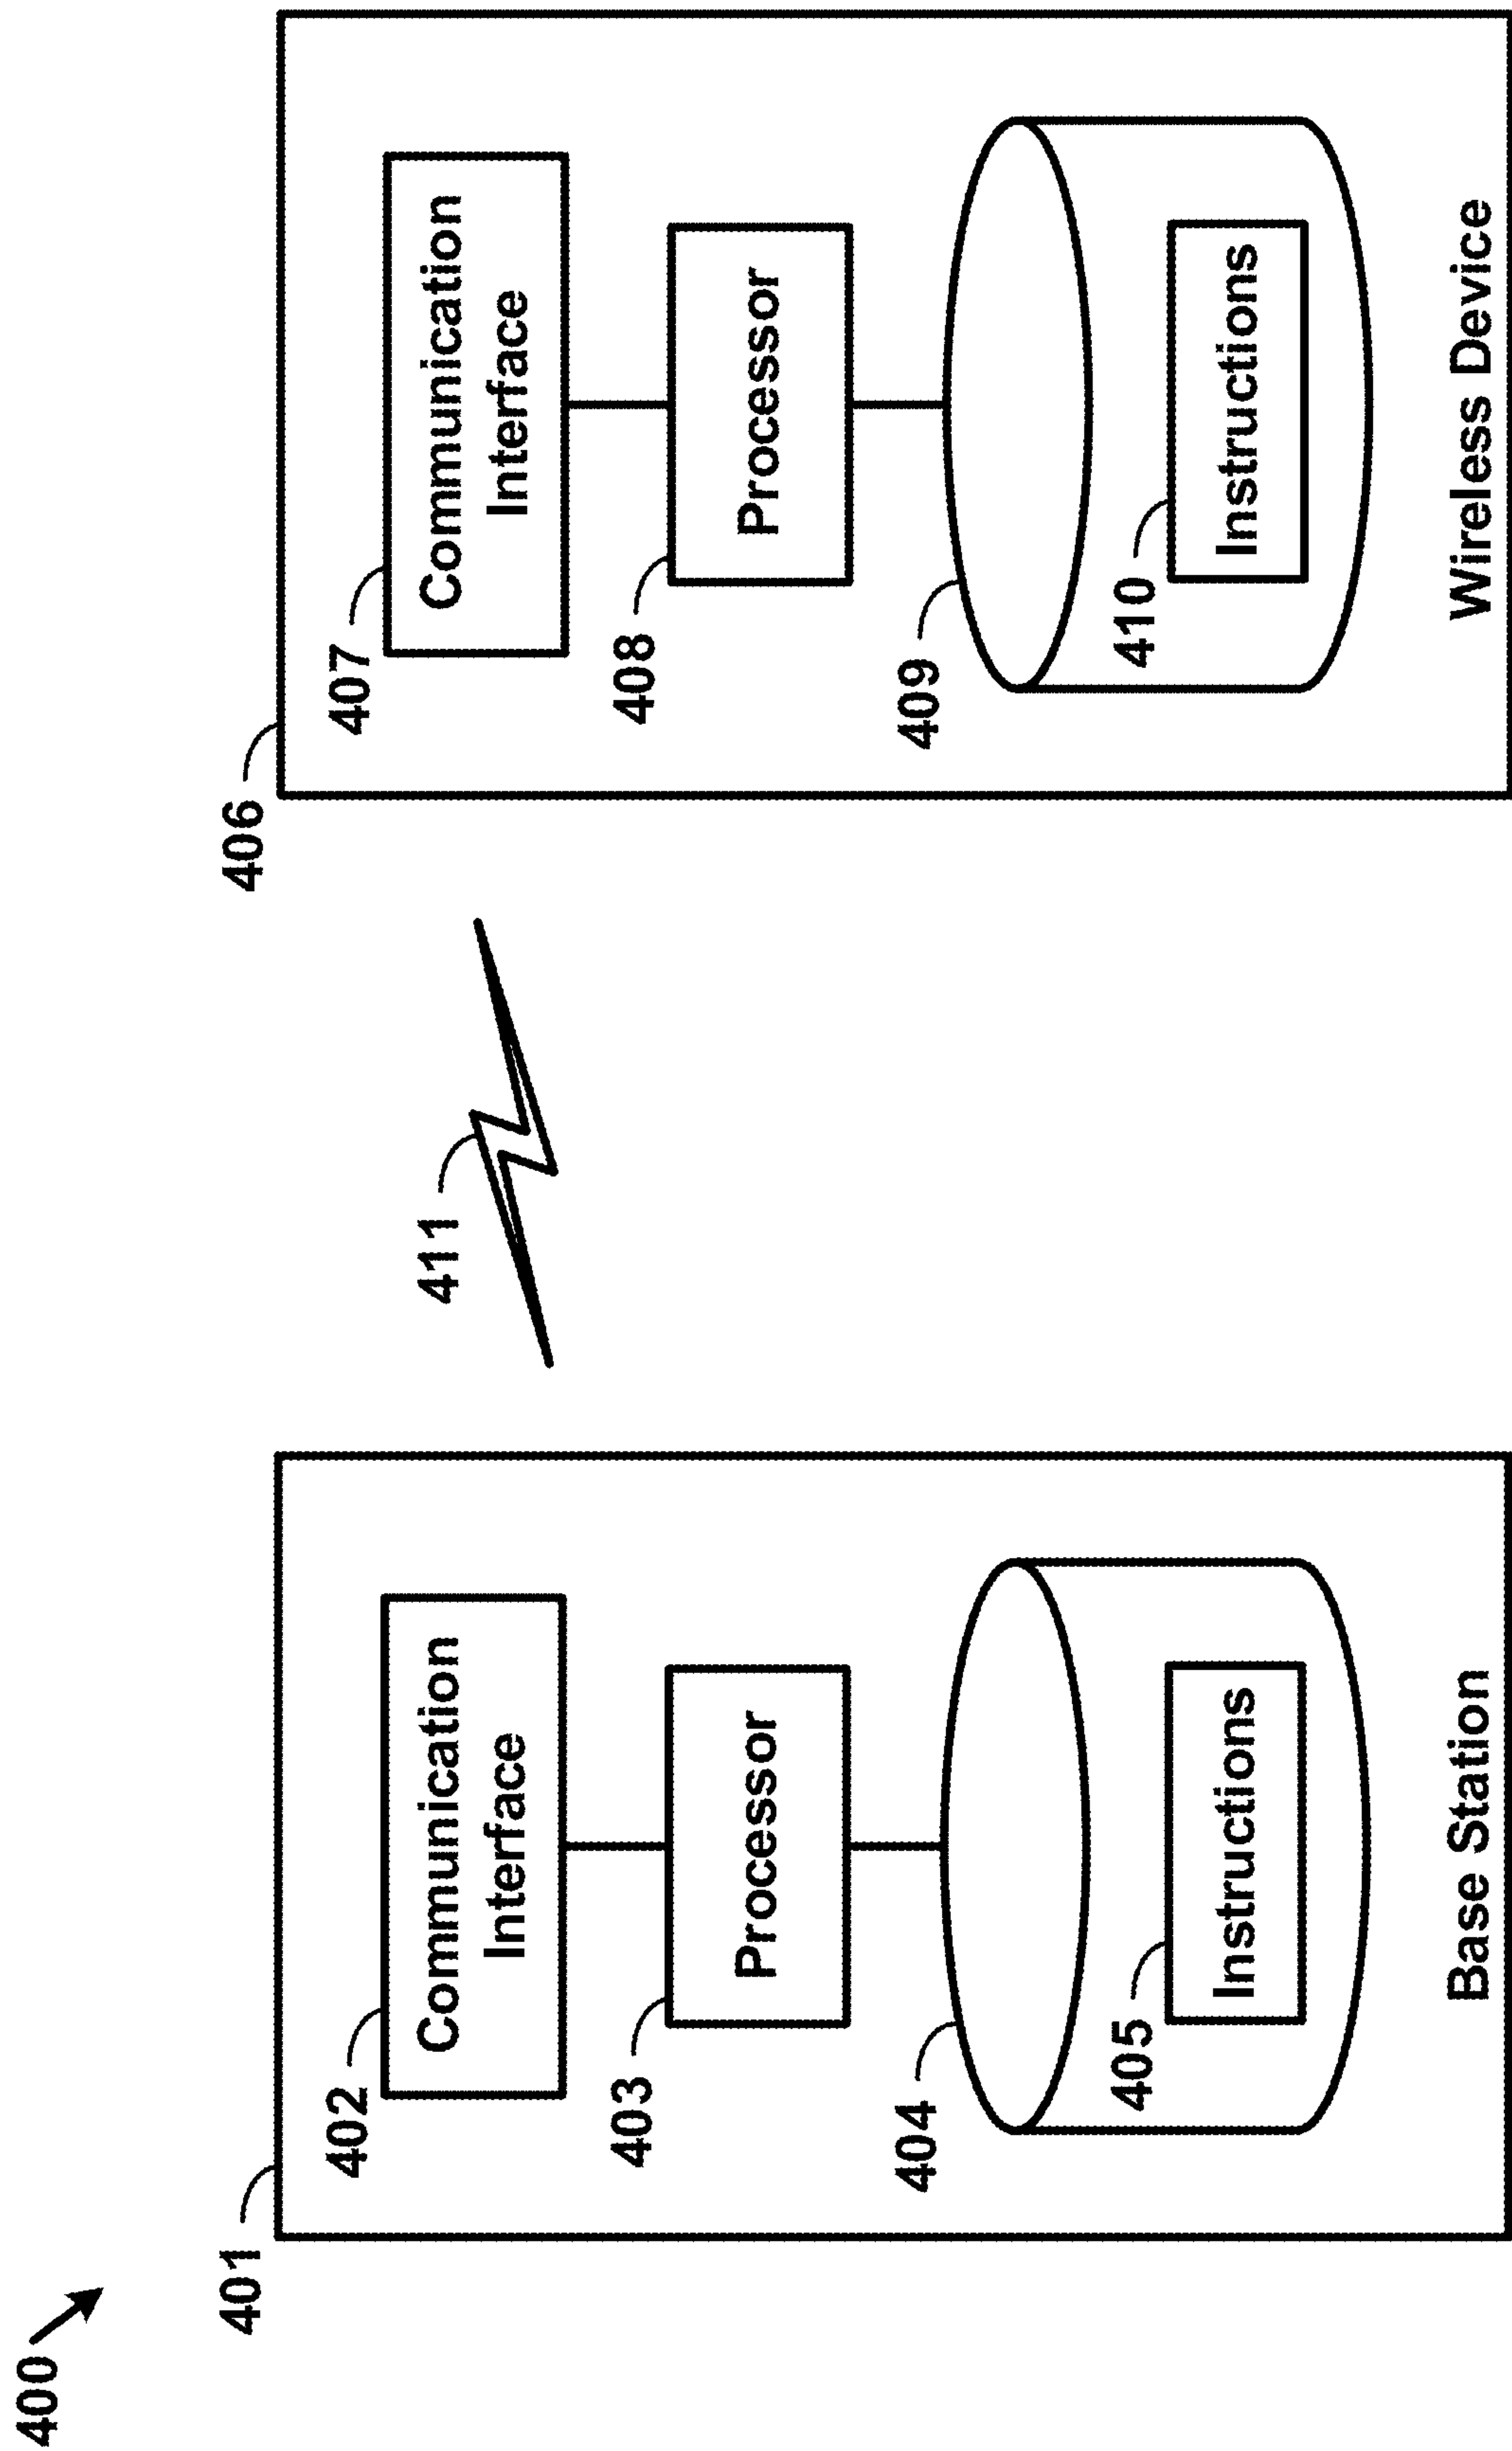 400
401
402
Communication
Interface
403
Processor
404
405
Instructions
Base Station
411
406
407
Communication
Interface
408
Processor
409
410
Instructions
Wireless Device